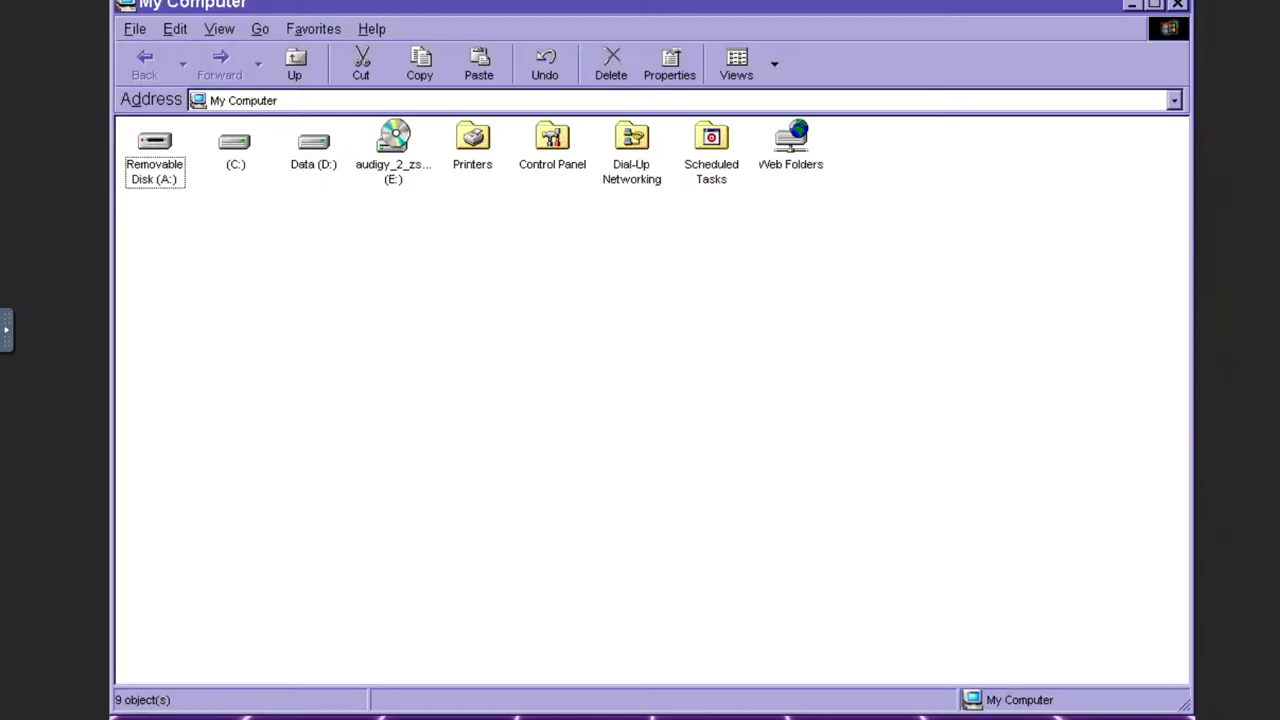 My Computer
File Edit View Go Favorites Help
Back Forward Up Cut Copy Paste Undo Delete Properties Views
Address My Computer
Removable Disk (A:)
(C:)
Data (D:)
audigy_2_zs... (E:)
Printers
Control Panel
Dial-Up Networking
Scheduled Tasks
Web Folders
9 object(s)
My Computer